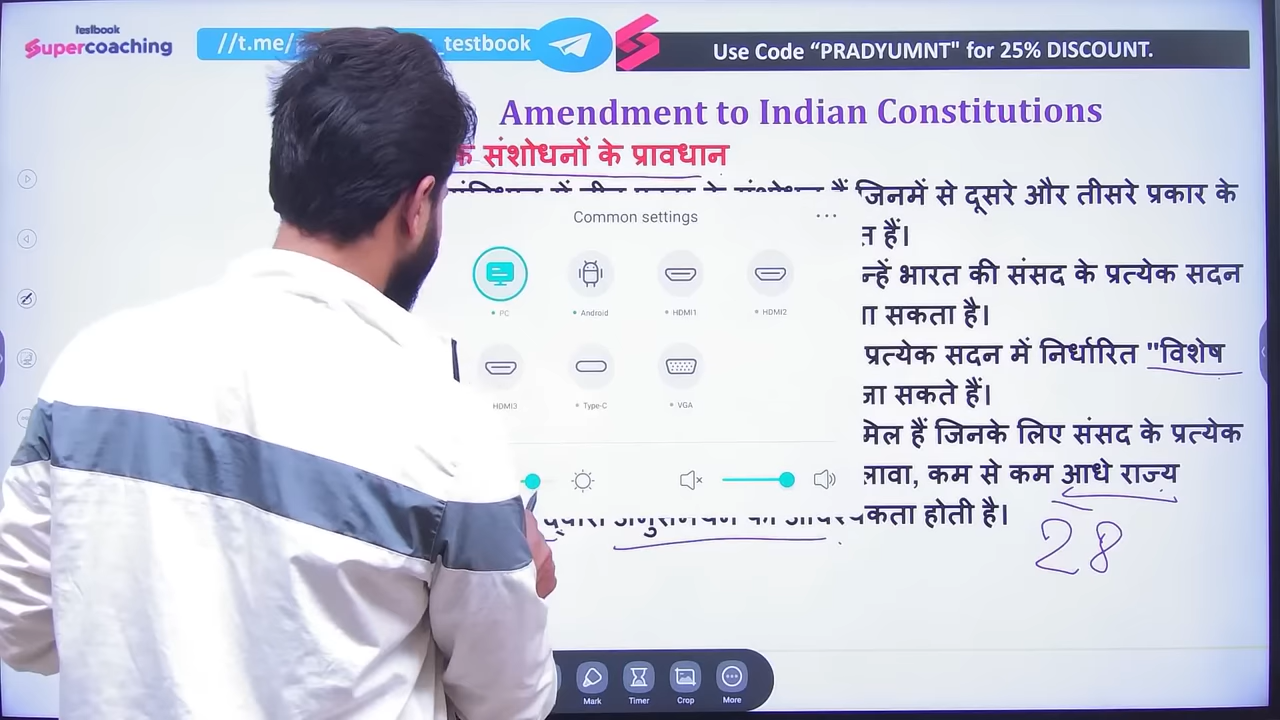 testbook
Supercoaching
//t.me/
_testbook
Use Code “PRADYUMNT" for 25% DISCOUNT.
Amendment to Indian Constitutions
के संशोधनों के प्रावधान
जिनमें से दूसरे और तीसरे प्रकार के
हैं।
भारत की संसद के प्रत्येक सदन
सकता है।
प्रत्येक सदन में निर्धारित "विशेष
जा सकते हैं।
हैं जिनके लिए संसद के प्रत्येक
कम से कम आधे राज्य
होती है।
28
Common settings
PC
Android
HDMI1
HDMI2
HDMI3
Type-C
VGA
Mark
Timer
Crop
More